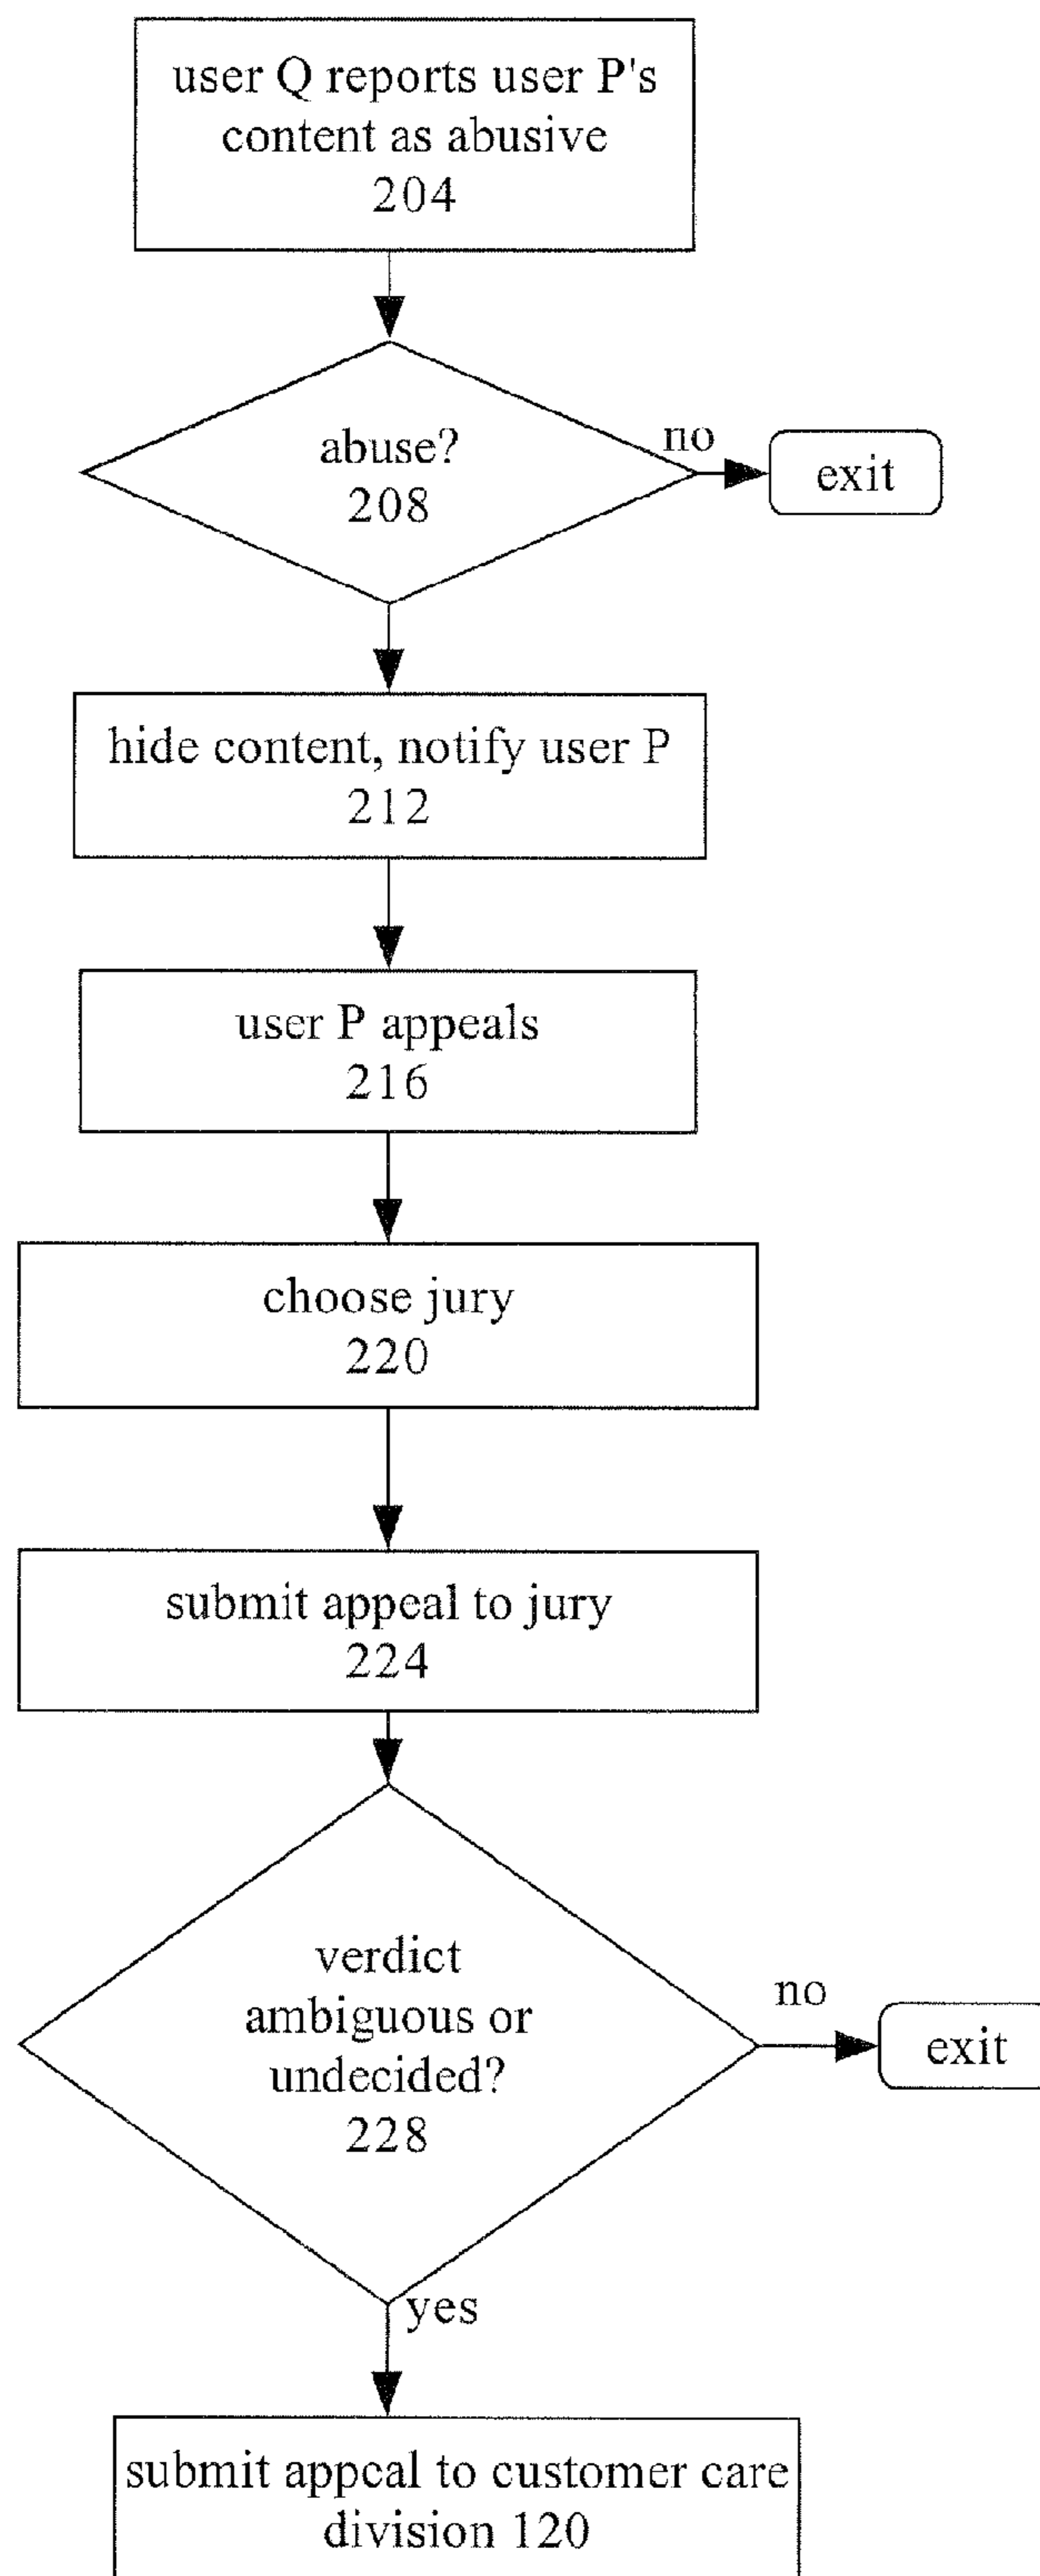 user Q reports user P's
content as abusive
204
abuse?
208
no
exit
hide content, notify user P
212
user P appeals
216
choose jury
220
submit appeal to jury
224
verdict
ambiguous or
undecided?
228
no
exit
yes
submit appeal to customer care
division 120